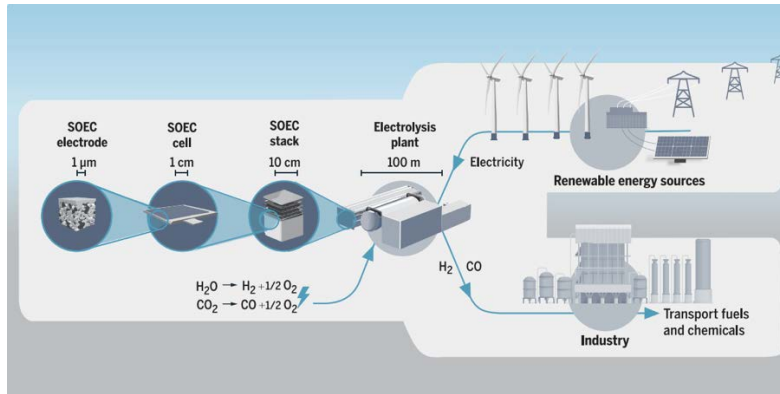 SOEC
electrode
1 µm
SOEC
cell
1 cm
SOEC
stack
10 cm
Electrolysis
plant
100 m
Electricity
Renewable energy sources
H₂O → H₂ +1/2 O₂
CO₂ → CO +1/2 O₂
H₂ CO
Industry
Transport fuels
and chemicals